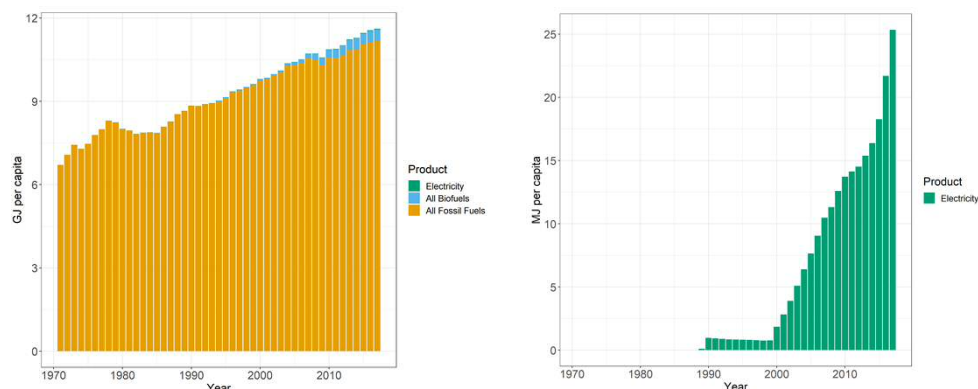 GJ per capita
12
9
6
3
0
1970 1980 1990 2000 2010
Year
Product
Electricity
All Biofuels
All Fossil Fuels
MJ per capita
25
20
15
10
5
0
1970 1980 1990 2000 2010
Year
Product
Electricity